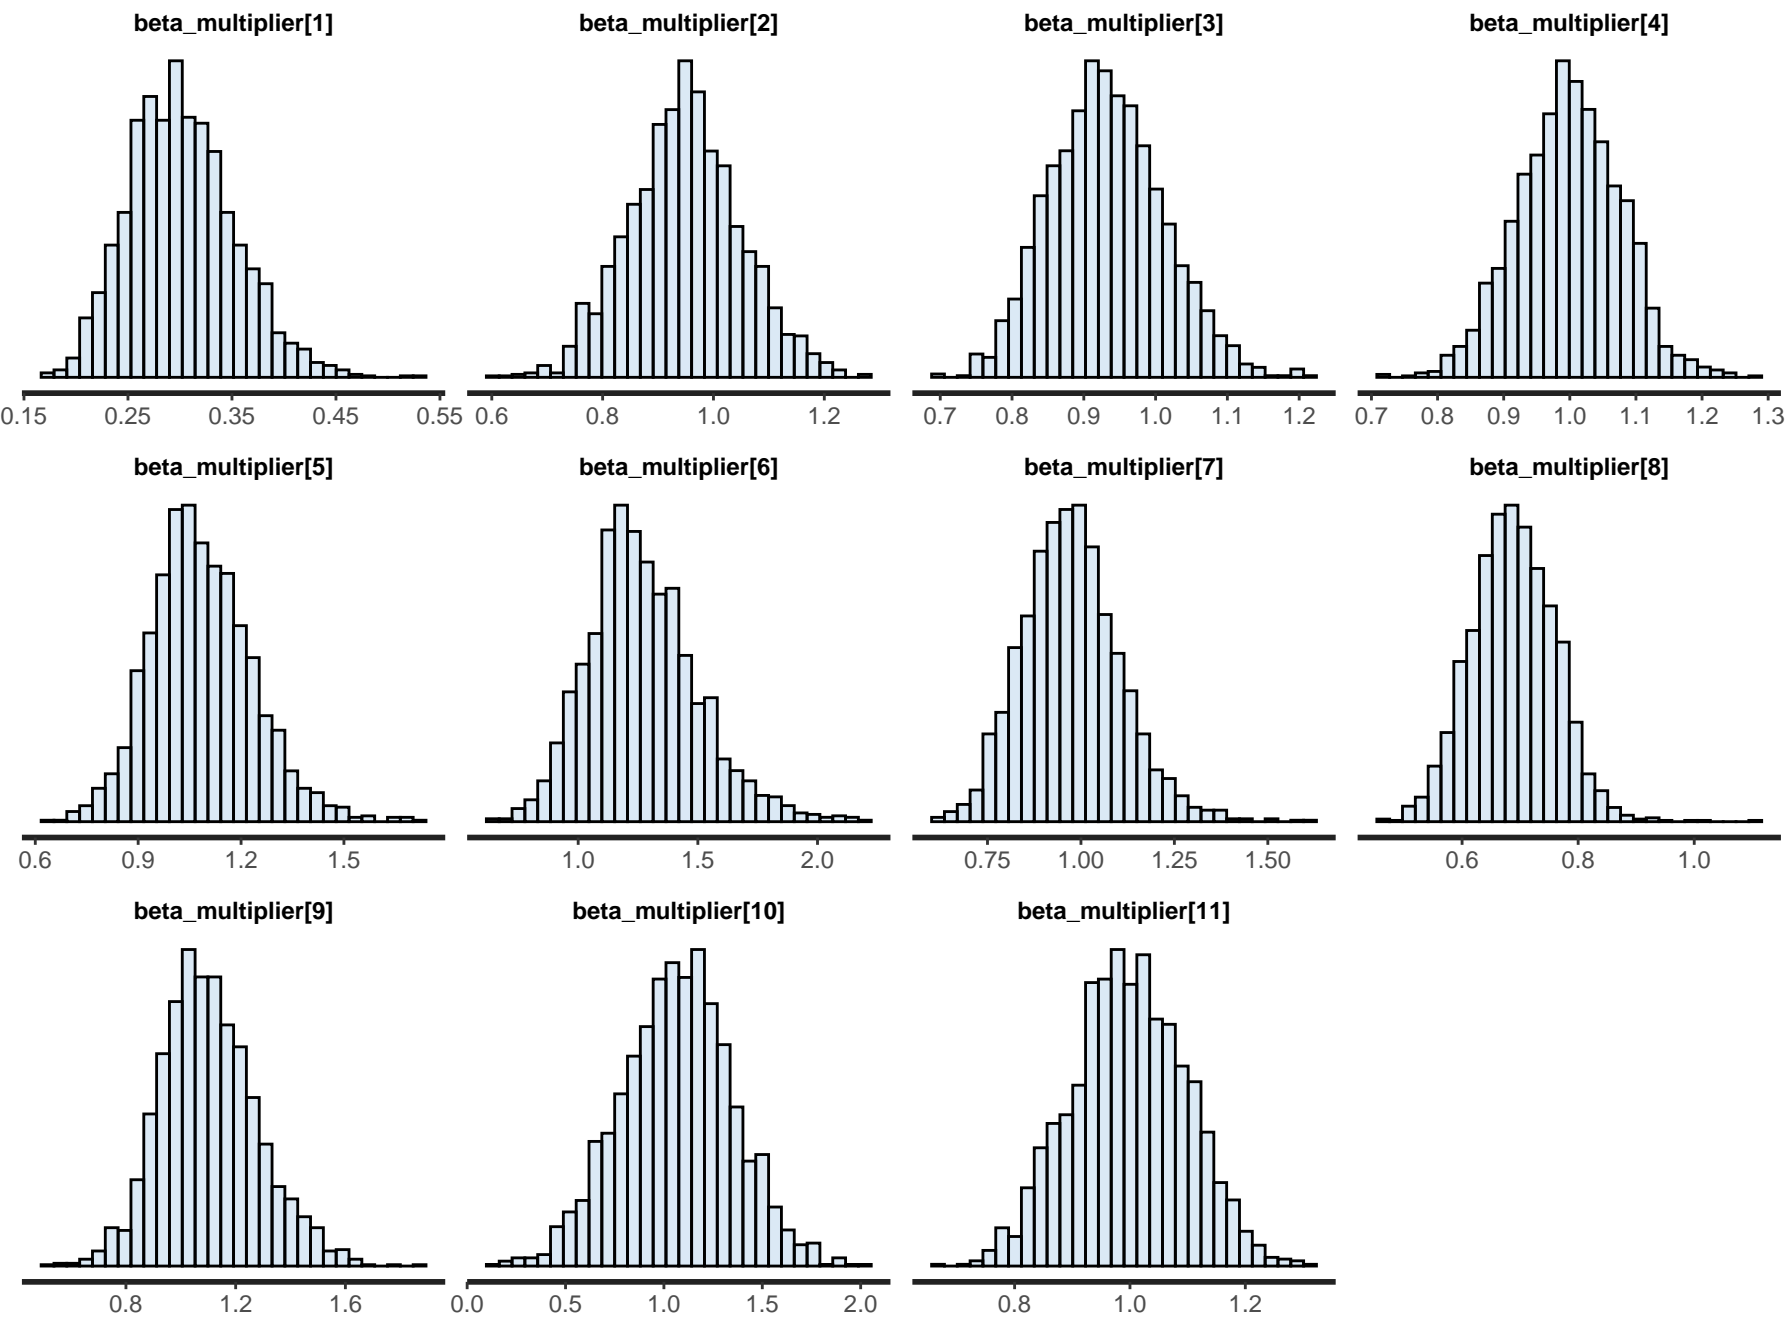 beta_multiplier[1] beta_multiplier[2] beta_multiplier[3] beta_multiplier[4]
0.15 0.25 0.35 0.45 0.55 0.6 0.8 1.0 1.2 0.7 0.8 0.9 1.0 1.1 1.2 0.7 0.8 0.9 1.0 1.1 1.2 1.3
beta_multiplier[5] beta_multiplier[6] beta_multiplier[7] beta_multiplier[8]
0.6 0.9 1.2 1.5 1.0 1.5 2.0 0.75 1.00 1.25 1.50 0.6 0.8 1.0
beta_multiplier[9] beta_multiplier[10] beta_multiplier[11]
0.8 1.2 1.6 0.0 0.5 1.0 1.5 2.0 0.8 1.0 1.2